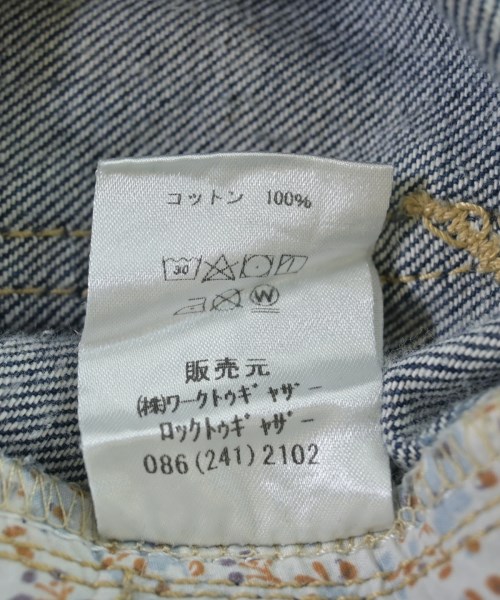 コットン 100%
30
W
販売元
㈱ワークトゥギャザー
ロックトゥギャザー
086(241)2102